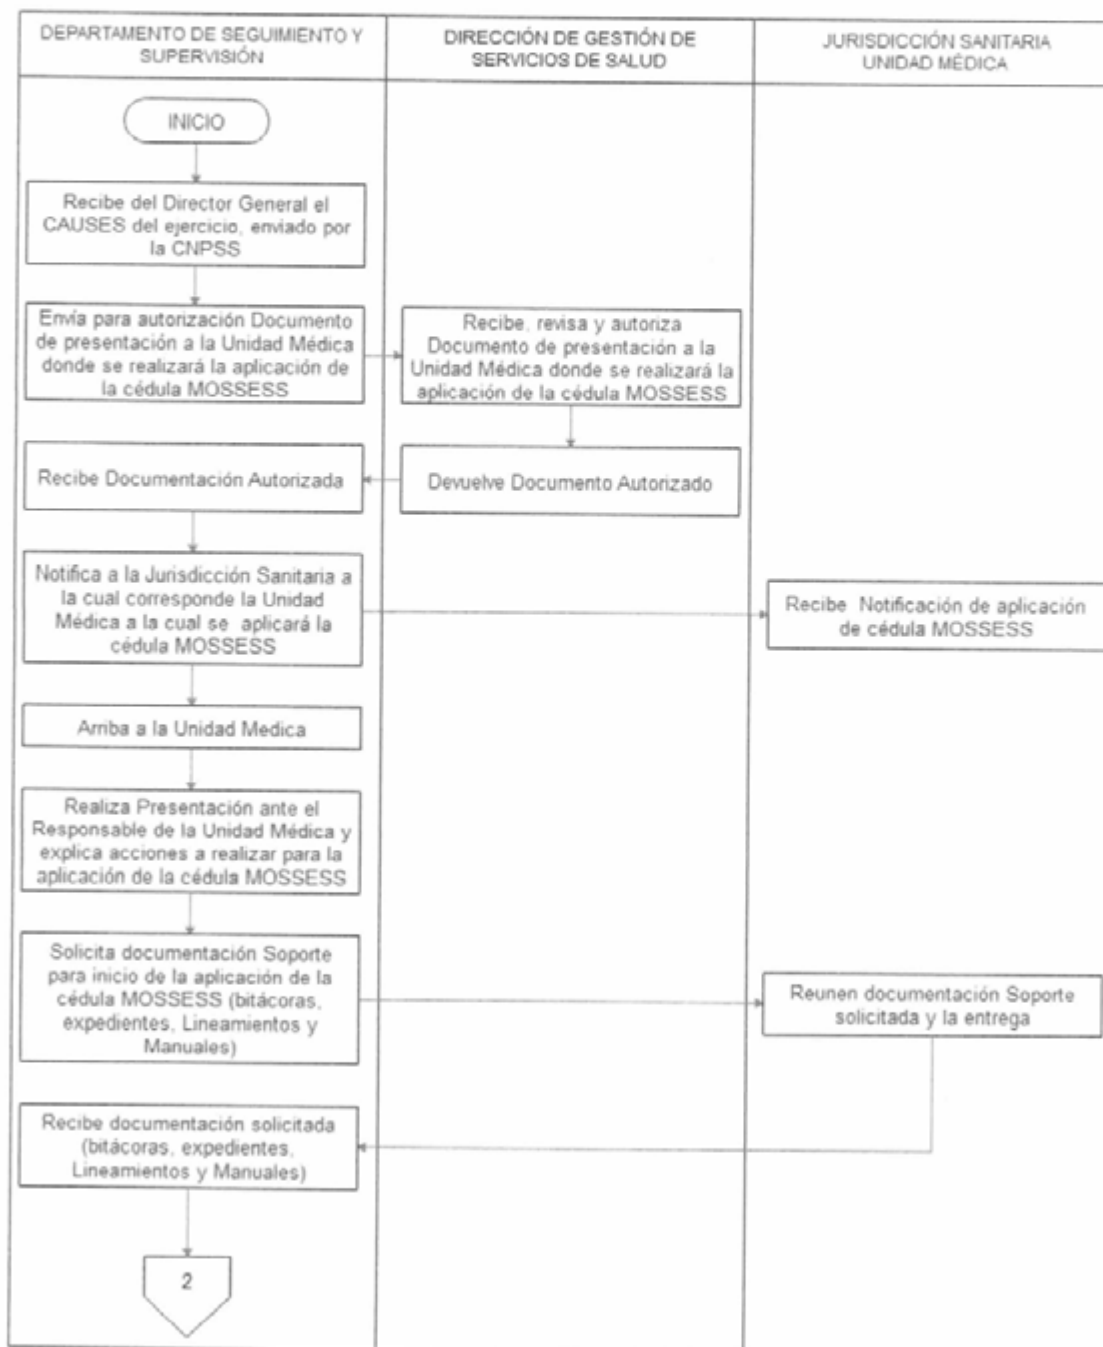 DEPARTAMENTO DE SEGUIMIENTO Y
SUPERVISIÓN
DIRECCIÓN DE GESTIÓN DE
SERVICIOS DE SALUD
JURISDICCIÓN SANITARIA
UNIDAD MÉDICA
INICIO
Recibe del Director General el
CAUSES del ejercicio, enviado por
la CNPSS
Envía para autorización Documento
de presentación a la Unidad Médica
donde se realizará la aplicación de
la cédula MOSSESS
Recibe, revisa y autoriza
Documento de presentación a la
Unidad Médica donde se realizará la
aplicación de la cédula MOSSESS
Recibe Documentación Autorizada
Devuelve Documento Autorizado
Notifica a la Jurisdicción Sanitaria a
la cual corresponde la Unidad
Médica a la cual se aplicará la
cédula MOSSESS
Recibe Notificación de aplicación
de cédula MOSSESS
Arriba a la Unidad Medica
Realiza Presentación ante el
Responsable de la Unidad Médica y
explica acciones a realizar para la
aplicación de la cédula MOSSESS
Solicita documentación Soporte
para inicio de la aplicación de la
cédula MOSSESS (bitácoras,
expedientes, Lineamientos y
Manuales)
Reunen documentación Soporte
solicitada y la entrega
Recibe documentación solicitada
(bitácoras, expedientes,
Lineamientos y Manuales)
2